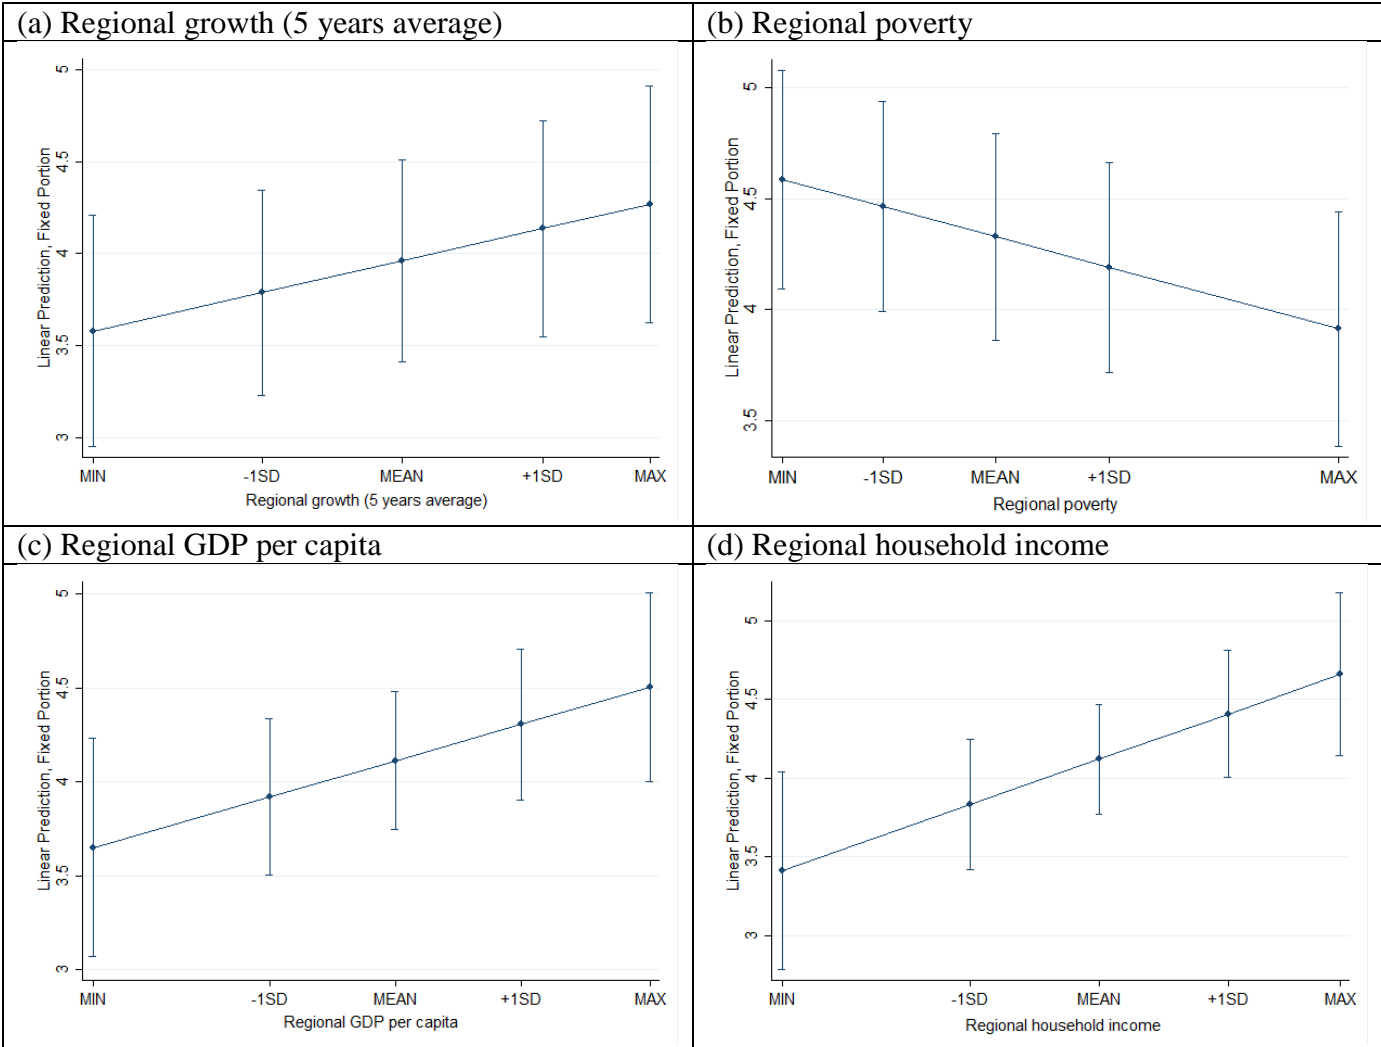 (a) Regional growth (5 years average)
Linear Prediction, Fixed Portion
5
4.5
4
3.5
3
MIN -1SD MEAN +1SD MAX
Regional growth (5 years average)
(b) Regional poverty
Linear Prediction, Fixed Portion
5
4.5
4
3.5
MIN -1SD MEAN +1SD MAX
Regional poverty
(c) Regional GDP per capita
Linear Prediction, Fixed Portion
5
4.5
4
3.5
3
MIN -1SD MEAN +1SD MAX
Regional GDP per capita
(d) Regional household income
Linear Prediction, Fixed Portion
5
4.5
4
3.5
3
MIN -1SD MEAN +1SD MAX
Regional household income